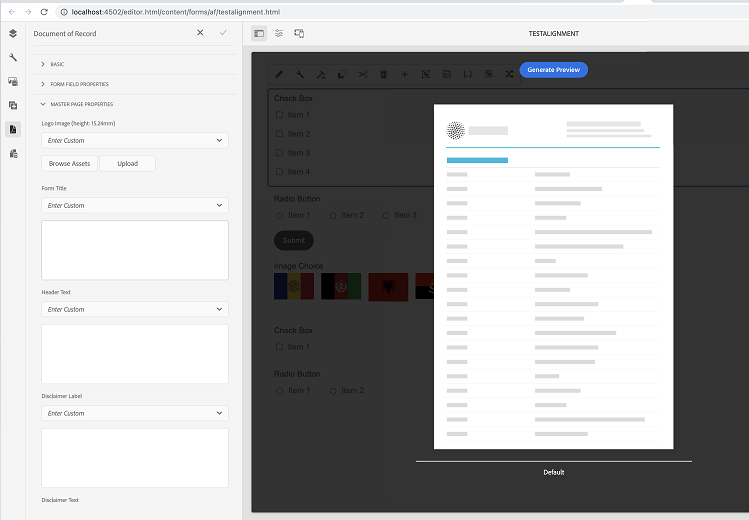 localhost:4502/editor.html/content/forms/af/testalignment.html
Document of Record
TESTALIGNMENT
BASIC
FORM FIELD PROPERTIES
MASTER PAGE PROPERTIES
Logo Image (height: 15.24mm)
Enter Custom
Browse Assets
Upload
Form Title
Enter Custom
Header Text
Enter Custom
Disclaimer Label
Enter Custom
Disclaimer Text
Generate Preview
Check Box
Item 1
Item 2
Item 3
Item 4
Radio Button
Item 1 Item 2 Item 3
Submit
Image Choice
Check Box
Item 1
Radio Button
Item 1 Item 2
Default